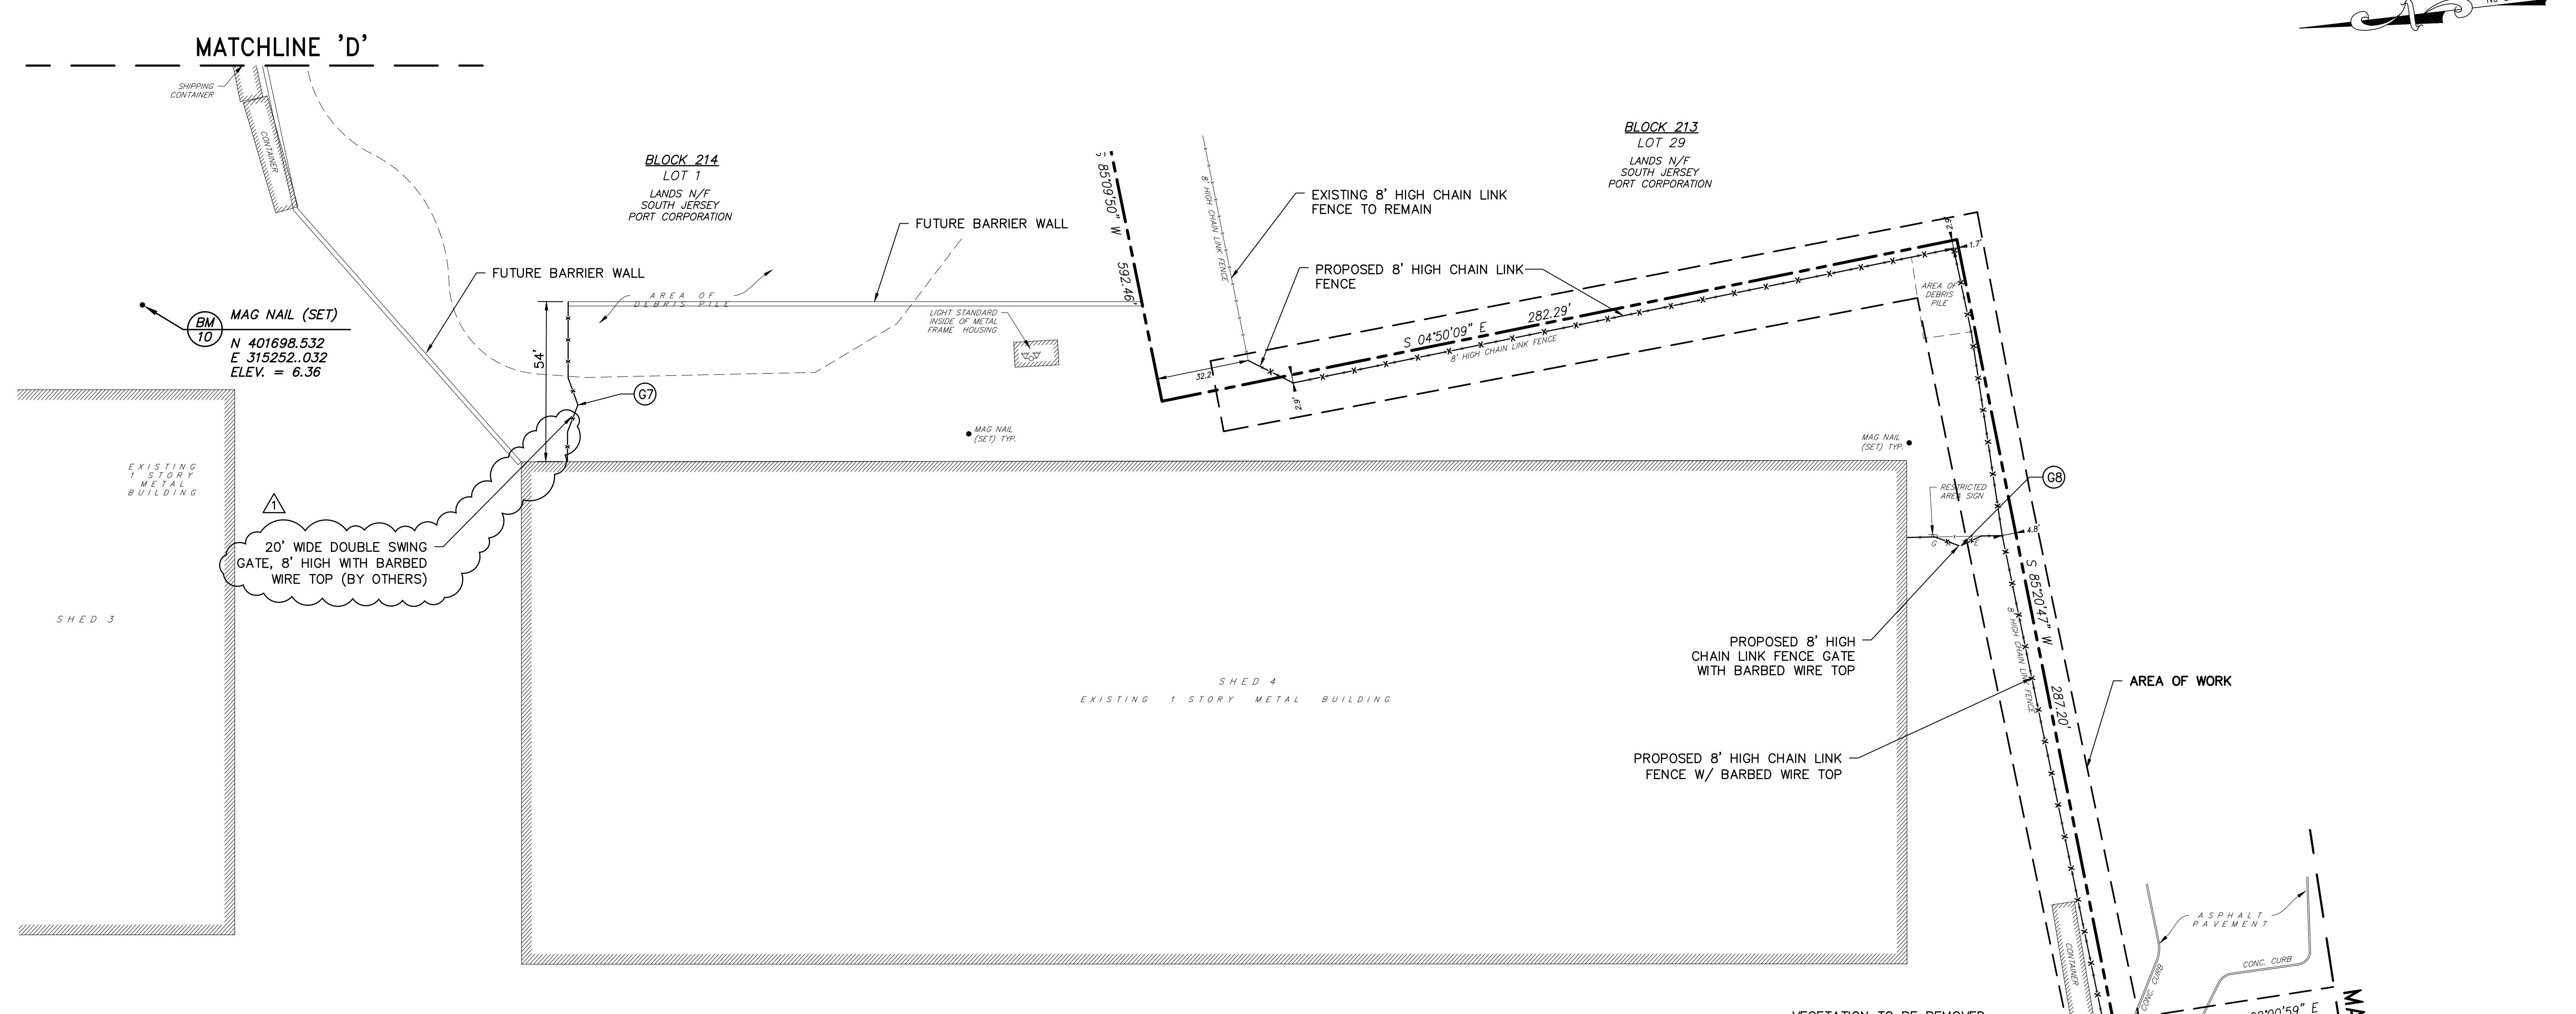 MATCHLINE 'D'
SHIPPING
CONTAINER
CONTAINER
BLOCK 214
LOT 1
LANDS N/F
SOUTH JERSEY
PORT CORPORATION
FUTURE BARRIER WALL
FUTURE BARRIER WALL
BM
10
MAG NAIL (SET)
N 401698.532
E 315252..032
ELEV. = 6.36
AREA OF
DEBRIS PILE
LIGHT STANDARD
INSIDE OF METAL
FRAME HOUSING
54'
G7
S 85°09'50" W 592.46'
8' HIGH CHAIN LINK FENCE
EXISTING 8' HIGH CHAIN LINK
FENCE TO REMAIN
PROPOSED 8' HIGH CHAIN LINK
FENCE
BLOCK 213
LOT 29
LANDS N/F
SOUTH JERSEY
PORT CORPORATION
S 04°50'09" E 282.29'
8' HIGH CHAIN LINK FENCE
32.2'
2.9'
2.9'
1.7'
AREA OF
DEBRIS
PILE
MAG NAIL
(SET) TYP.
MAG NAIL
(SET) TYP.
EXISTING
1 STORY
METAL
BUILDING
1
20' WIDE DOUBLE SWING
GATE, 8' HIGH WITH BARBED
WIRE TOP (BY OTHERS)
SHED 3
SHED 4
EXISTING 1 STORY METAL BUILDING
RESTRICTED
AREA SIGN
G8
4.8'
G
E
S 85°20'47" W 287.20'
8' HIGH CHAIN LINK FENCE
PROPOSED 8' HIGH
CHAIN LINK FENCE GATE
WITH BARBED WIRE TOP
AREA OF WORK
PROPOSED 8' HIGH CHAIN LINK
FENCE W/ BARBED WIRE TOP
CONTAINER
ASPHALT
PAVEMENT
CONC. CURB
CONC. CURB
VEGETATION TO BE REMOVED